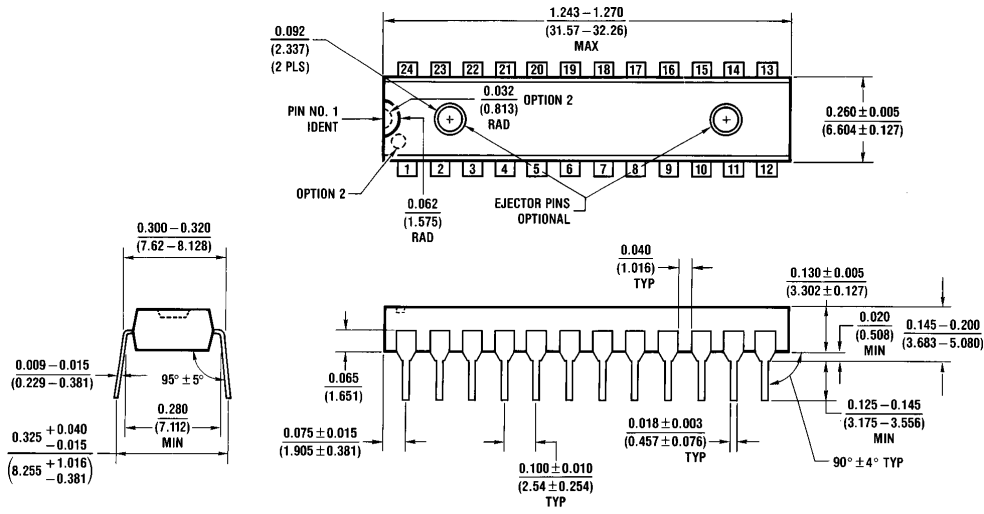 1.243 – 1.270
(31.57 – 32.26)
MAX
0.092
(2.337)
(2 PLS)
24 23 22 21 20 19 18 17 16 15 14 13
0.032
(0.813)
RAD
OPTION 2
PIN NO. 1
IDENT
0.260 ± 0.005
(6.604 ± 0.127)
1 2 3 4 5 6 7 8 9 10 11 12
OPTION 2
0.062
(1.575)
RAD
EJECTOR PINS
OPTIONAL
0.300 – 0.320
(7.62 – 8.128)
0.040
(1.016)
TYP
0.130 ± 0.005
(3.302 ± 0.127)
0.020
(0.508)
MIN
0.145 – 0.200
(3.683 – 5.080)
0.009 – 0.015
(0.229 – 0.381)
95° ± 5°
0.280
(7.112)
MIN
0.325 +0.040
–0.015
(8.255 +1.016
–0.381)
0.065
(1.651)
0.075 ± 0.015
(1.905 ± 0.381)
0.100 ± 0.010
(2.54 ± 0.254)
TYP
0.018 ± 0.003
(0.457 ± 0.076)
TYP
0.125 – 0.145
(3.175 – 3.556)
MIN
90° ± 4° TYP